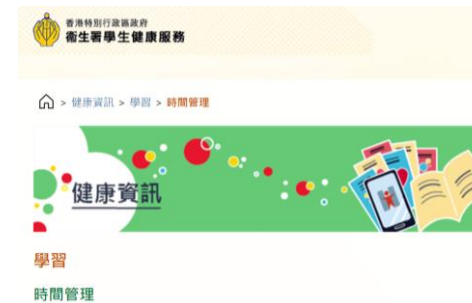 香港特別行政區政府
衞生署學生健康服務
> 健康資訊 > 學習 > 時間管理
健康資訊
學習
時間管理